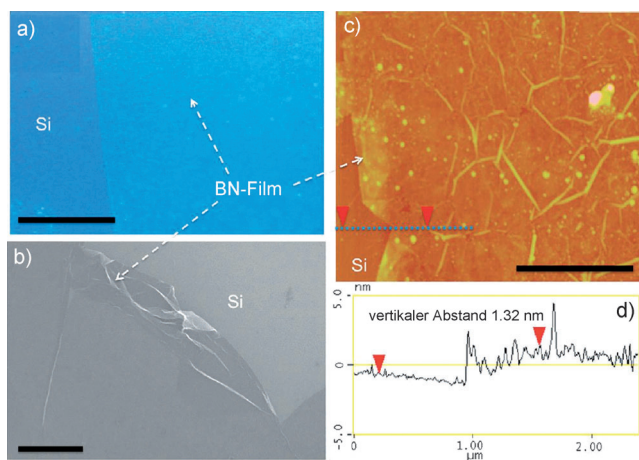 a)
Si
BN-Film
b)
Si
c)
Si
nm
5.0
0
-5.0
vertikaler Abstand 1.32 nm
d)
0
1.00
2.00
µm